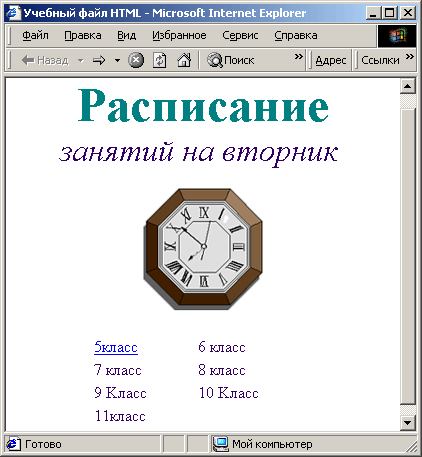 Учебный файл HTML - Microsoft Internet Explorer
Файл Правка Вид Избранное Сервис Справка
Назад Поиск » Адрес Ссылки »
Расписание
занятий на вторник
5класс 6 класс
7 класс 8 класс
9 Класс 10 Класс
11класс
Готово Мой компьютер